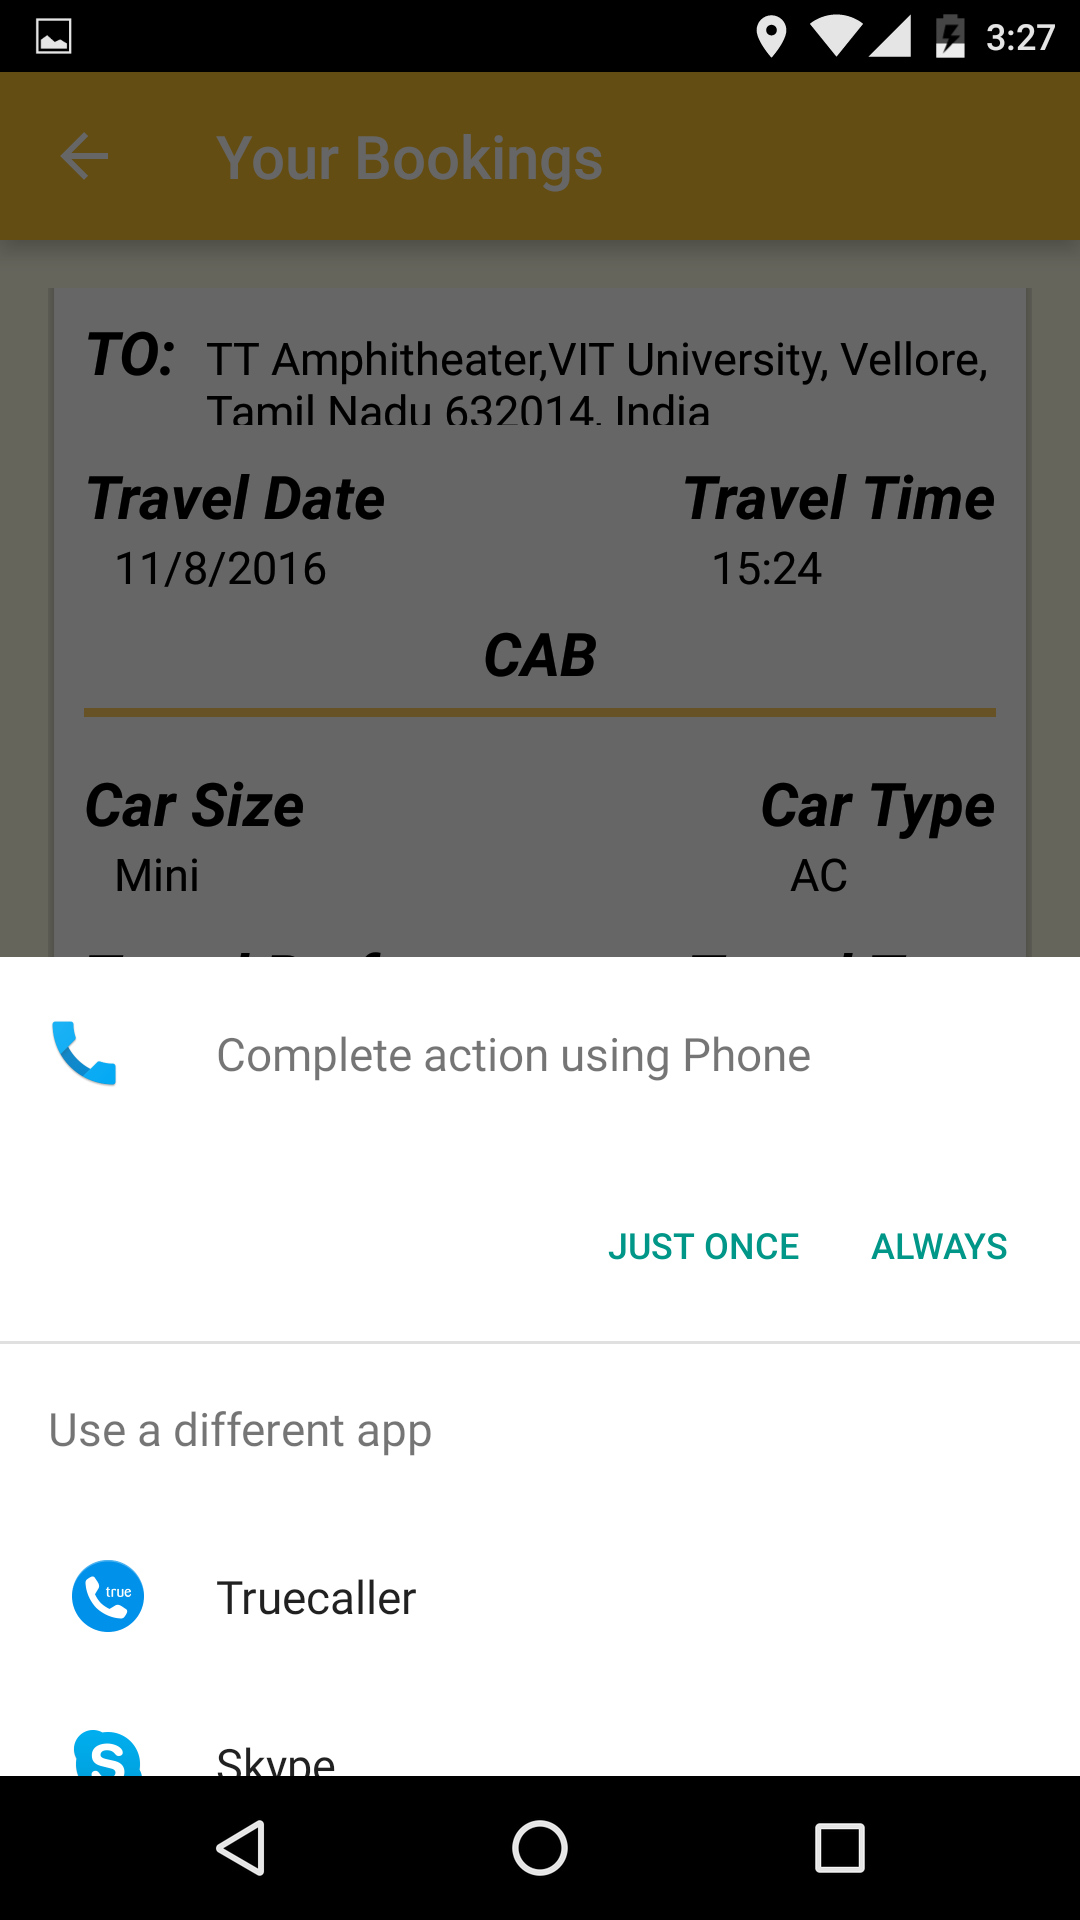 3:27
Your Bookings
TO: TT Amphitheater,VIT University, Vellore,
Tamil Nadu 632014, India
Travel Date Travel Time
11/8/2016 15:24
CAB
Car Size Car Type
Mini AC
Complete action using Phone
JUST ONCE ALWAYS
Use a different app
true
Truecaller
Skype